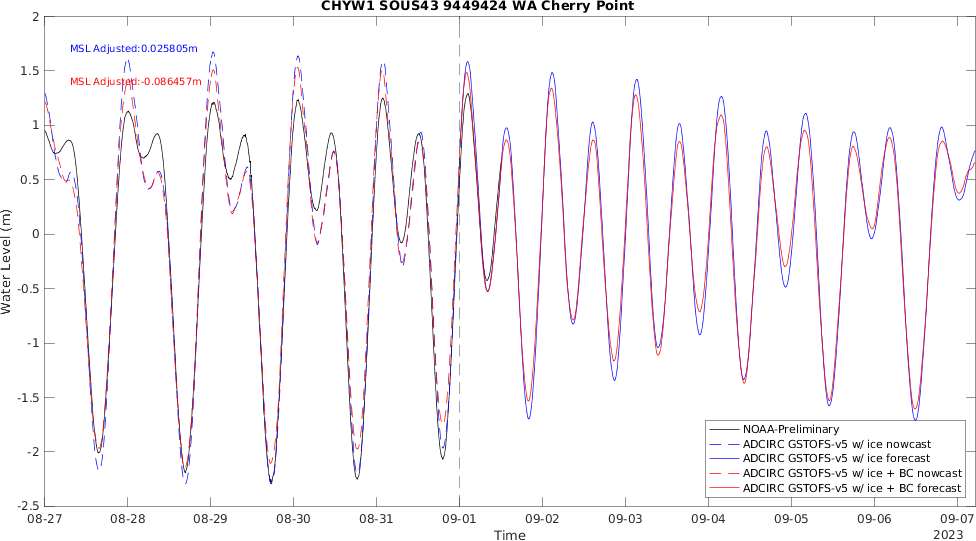 CHYW1 SOUS43 9449424 WA Cherry Point
MSL Adjusted:0.025805m
MSL Adjusted:-0.086457m
Water Level (m)
2
1.5
1
0.5
0
-0.5
-1
-1.5
-2
-2.5
NOAA-Preliminary
ADCIRC GSTOFS-v5 w/ ice nowcast
ADCIRC GSTOFS-v5 w/ ice forecast
ADCIRC GSTOFS-v5 w/ ice + BC nowcast
ADCIRC GSTOFS-v5 w/ ice + BC forecast
08-27 08-28 08-29 08-30 08-31 09-01 09-02 09-03 09-04 09-05 09-06 09-07
Time
2023